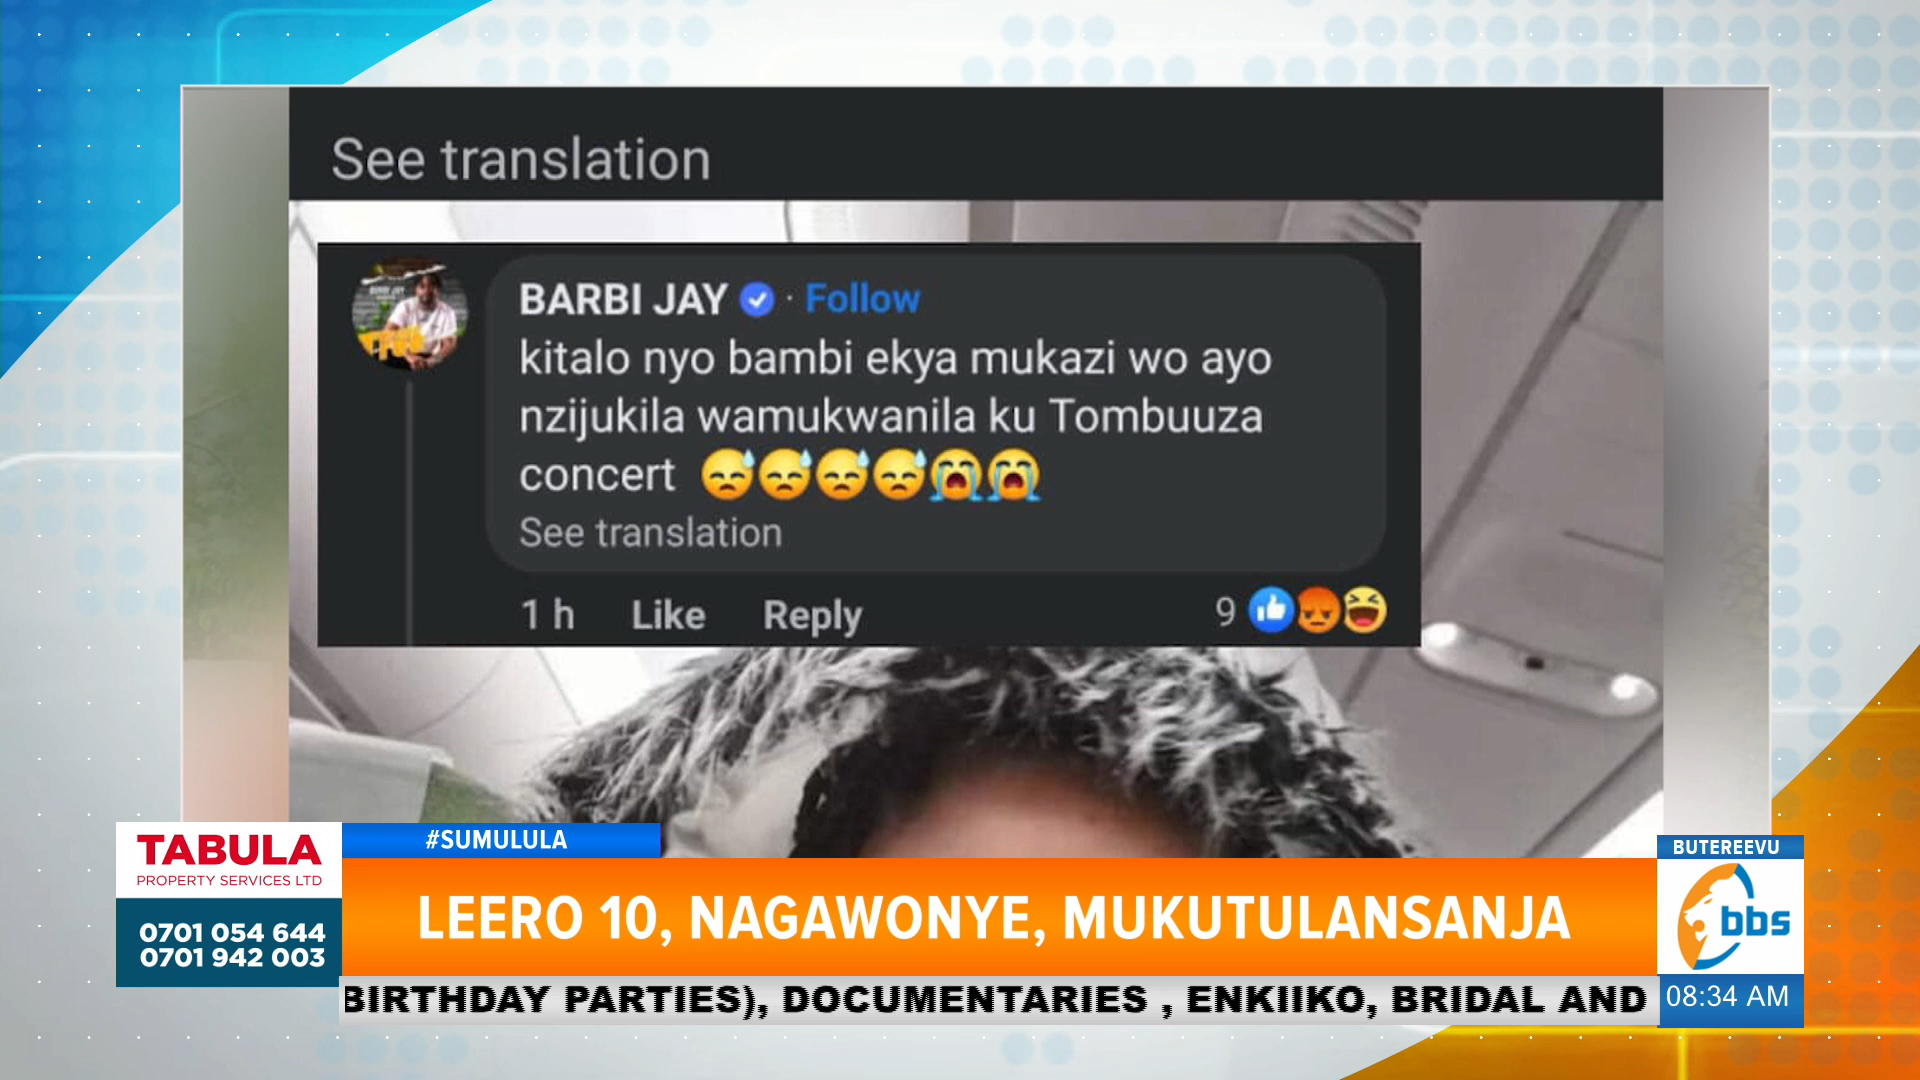 See translation
BARBI JAY · Follow
kitalo nyo bambi ekya mukazi wo ayo
nzijukila wamukwanila ku Tombuuza
concert 😓😓😓😓😭😭
See translation
1 h Like Reply 9
TABULA
PROPERTY SERVICES LTD
0701 054 644
0701 942 003
#SUMULULA
LEERO 10, NAGAWONYE, MUKUTULANSANJA
BIRTHDAY PARTIES), DOCUMENTARIES , ENKIIKO, BRIDAL AND
BUTEREEVU
bbs
08:34 AM